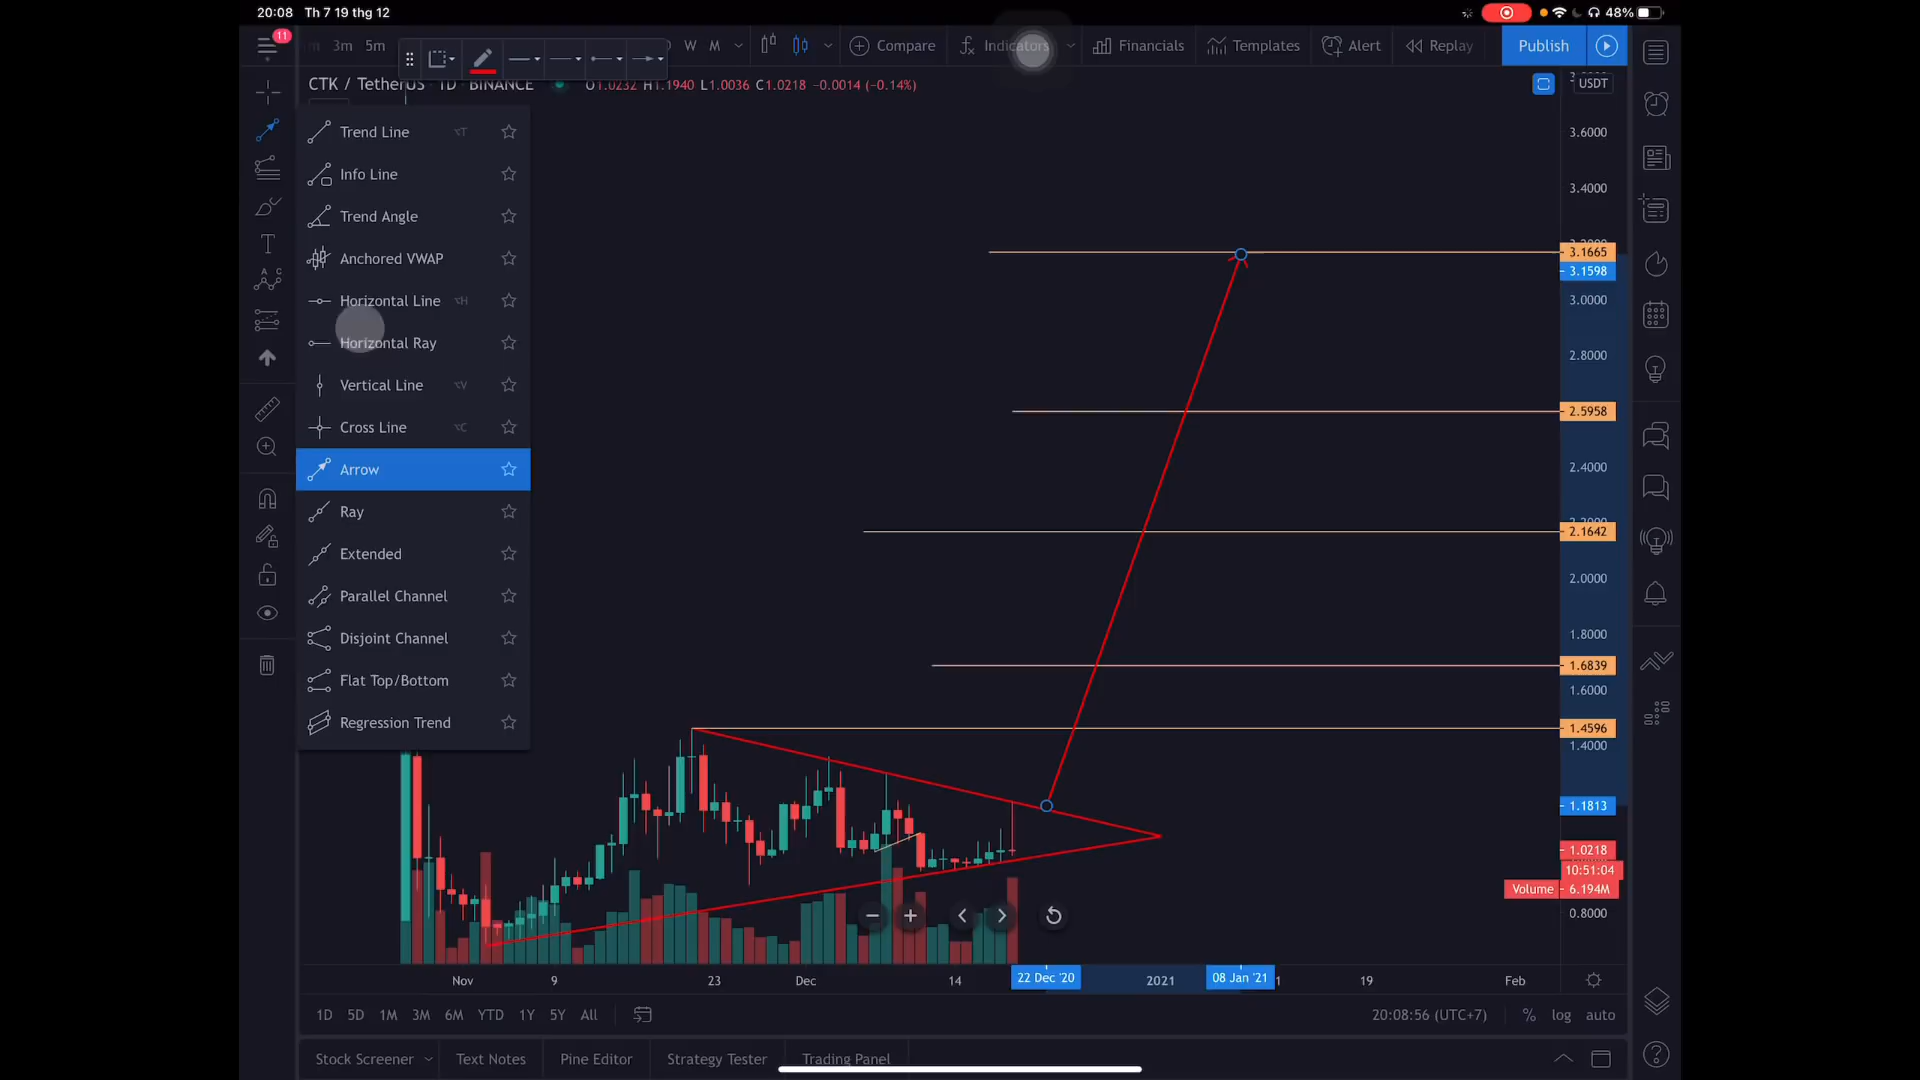 20:08 Th 7 19 thg 12
48%
11
3m 5m
W M
Compare
Indicators
Financials
Templates
Alert
Replay
Publish
CTK / TetherUS · 1D · BINANCE
O1.0232 H1.1940 L1.0036 C1.0218 -0.0014 (-0.14%)
USDT
Trend Line ⌥T
Info Line
Trend Angle
Anchored VWAP
Horizontal Line ⌥H
Horizontal Ray
Vertical Line ⌥V
Cross Line ⌥C
Arrow
Ray
Extended
Parallel Channel
Disjoint Channel
Flat Top/Bottom
Regression Trend
A C
B
3.6000
3.4000
3.1665
3.1598
3.0000
2.8000
2.5958
2.4000
2.1642
2.0000
1.8000
1.6839
1.6000
1.4596
1.4000
1.1813
1.0218
10:51:04
Volume 6.194M
0.8000
Nov 9 23 Dec 14 22 Dec '20 2021 08 Jan '21 19 Feb
1D 5D 1M 3M 6M YTD 1Y 5Y All
20:08:56 (UTC+7) % log auto
Stock Screener
Text Notes
Pine Editor
Strategy Tester
Trading Panel